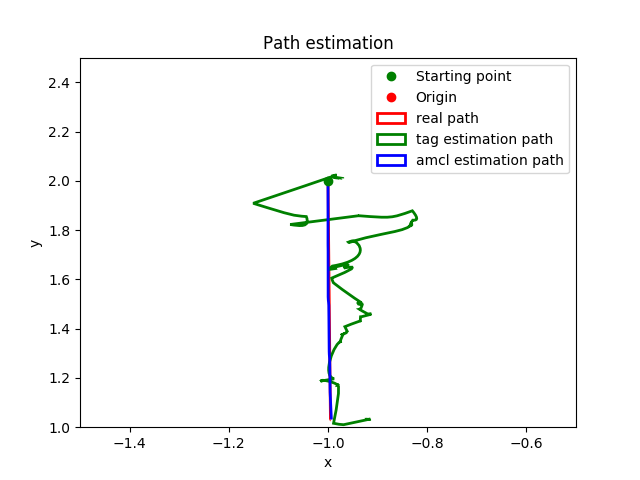 Path estimation
Starting point
Origin
real path
tag estimation path
amcl estimation path
y
2.4
2.2
2.0
1.8
1.6
1.4
1.2
1.0
−1.4 −1.2 −1.0 −0.8 −0.6
x